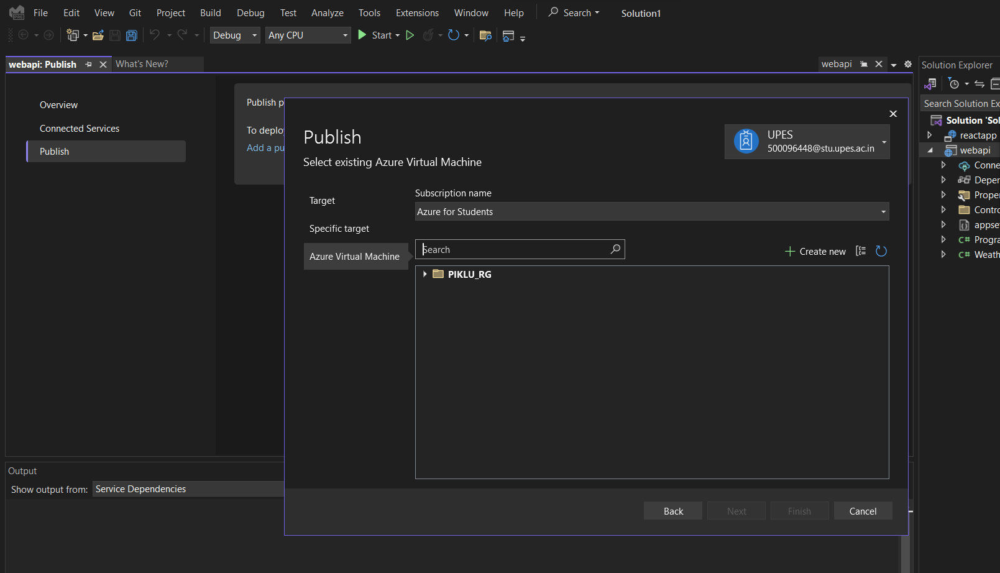 File Edit View Git Project Build Debug Test Analyze Tools Extensions Window Help Search Solution1
PRE
Debug Any CPU Start
webapi: Publish What's New? webapi
Solution Explorer
Search Solution Ex
Solution 'Sol
reactapp
webapi
Conne
Depen
Proper
Contro
appse
Progra
Weath
Overview
Connected Services
Publish
Publish p
To deploy
Add a pu
Publish
Select existing Azure Virtual Machine
UPES
500096448@stu.upes.ac.in
Target
Specific target
Azure Virtual Machine
Subscription name
Azure for Students
Search
Create new
PIKLU_RG
Back Next Finish Cancel
Output
Show output from: Service Dependencies